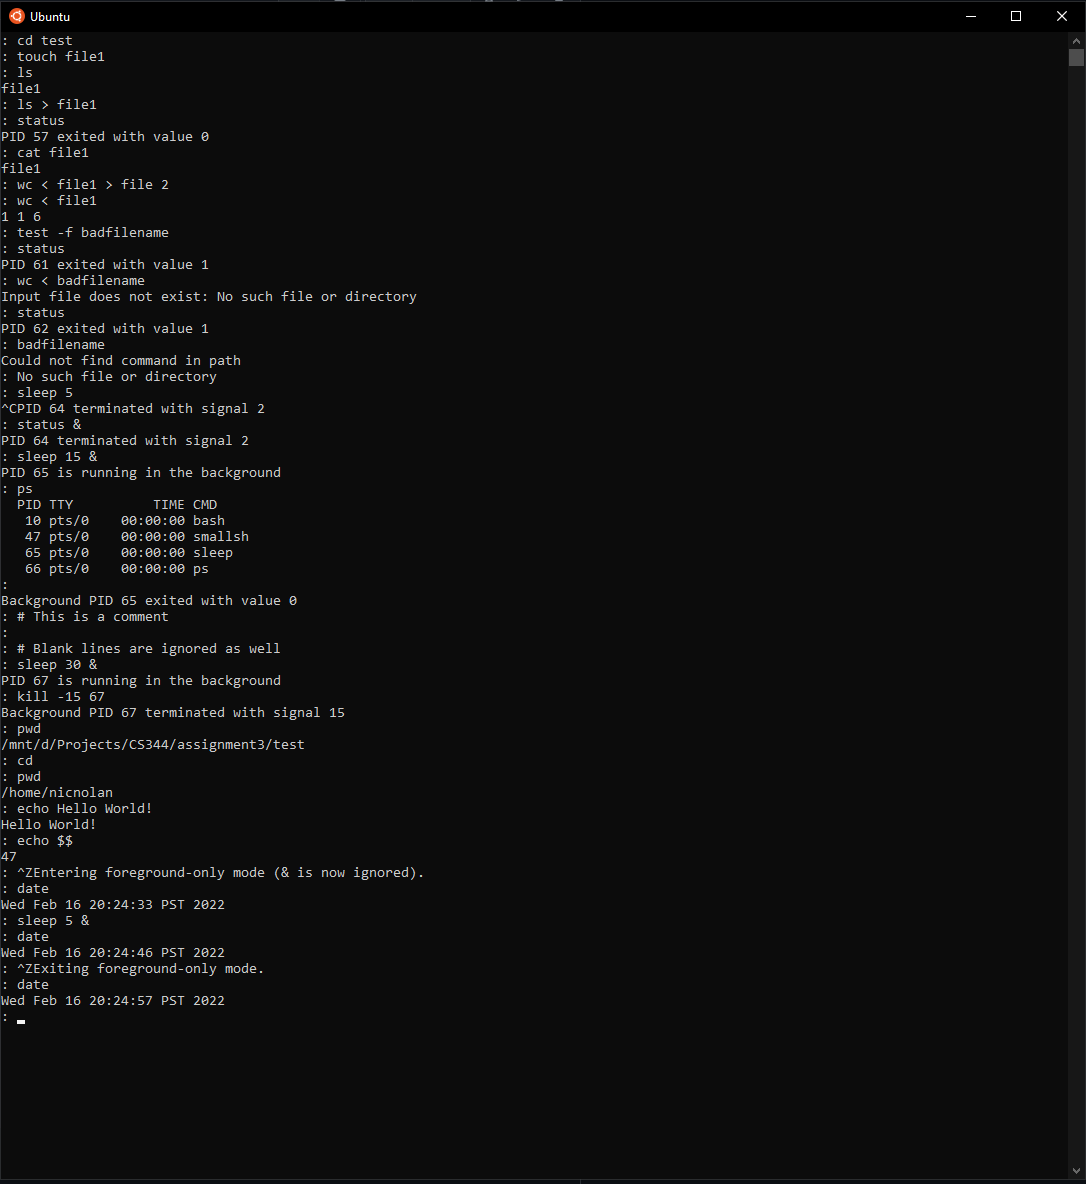 Ubuntu
: cd test
: touch file1
: ls
file1
: ls > file1
: status
PID 57 exited with value 0
: cat file1
file1
: wc < file1 > file 2
: wc < file1
1 1 6
: test -f badfilename
: status
PID 61 exited with value 1
: wc < badfilename
Input file does not exist: No such file or directory
: status
PID 62 exited with value 1
: badfilename
Could not find command in path
: No such file or directory
: sleep 5
^CPID 64 terminated with signal 2
: status &
PID 64 terminated with signal 2
: sleep 15 &
PID 65 is running in the background
: ps
  PID TTY          TIME CMD
   10 pts/0    00:00:00 bash
   47 pts/0    00:00:00 smallsh
   65 pts/0    00:00:00 sleep
   66 pts/0    00:00:00 ps
:
Background PID 65 exited with value 0
: # This is a comment
:
: # Blank lines are ignored as well
: sleep 30 &
PID 67 is running in the background
: kill -15 67
Background PID 67 terminated with signal 15
: pwd
/mnt/d/Projects/CS344/assignment3/test
: cd
: pwd
/home/nicnolan
: echo Hello World!
Hello World!
: echo $$
47
: ^ZEntering foreground-only mode (& is now ignored).
: date
Wed Feb 16 20:24:33 PST 2022
: sleep 5 &
: date
Wed Feb 16 20:24:46 PST 2022
: ^ZExiting foreground-only mode.
: date
Wed Feb 16 20:24:57 PST 2022
: